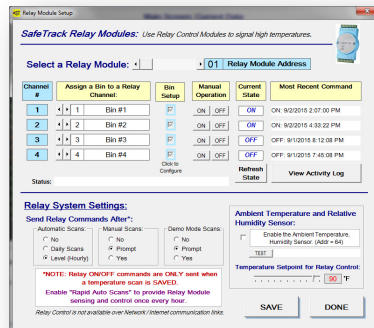 Relay Module Setup
SafeTrack Relay Modules: Use Relay Control Modules to signal high temperatures.
Select a Relay Module: 01 Relay Module Address
Channel # Assign a Bin to a Relay Channel: Bin Setup Manual Operation Current State Most Recent Command
1 1 Bin #1 ON OFF ON ON: 9/2/2015 2:07:00 PM
2 2 Bin #2 ON OFF ON ON: 9/2/2015 4:33:22 PM
3 3 Bin #3 ON OFF OFF OFF: 9/1/2015 8:12:08 PM
4 4 Bin #4 ON OFF OFF OFF: 9/1/2015 7:45:08 PM
Click to Configure
Refresh State
View Activity Log
Status:
Relay System Settings:
Send Relay Commands After*:
Automatic Scans: Manual Scans: Demo Mode Scans:
No No No
Daily Scans Prompt Prompt
Level (Hourly) Yes Yes
*NOTE: Relay ON/OFF commands are ONLY sent when
a temperature scan is SAVED.
Enable "Rapid Auto Scans" to provide Relay Module
sensing and control once every hour.
Relay Control is not available over Network / Internet communication links.
Ambient Temperature and Relative
Humidity Sensor:
Enable the Ambient Temperature,
Humidity Sensor. (Addr = 64)
TEST
Temperature Setpoint for Relay Control:
90 °F
SAVE DONE